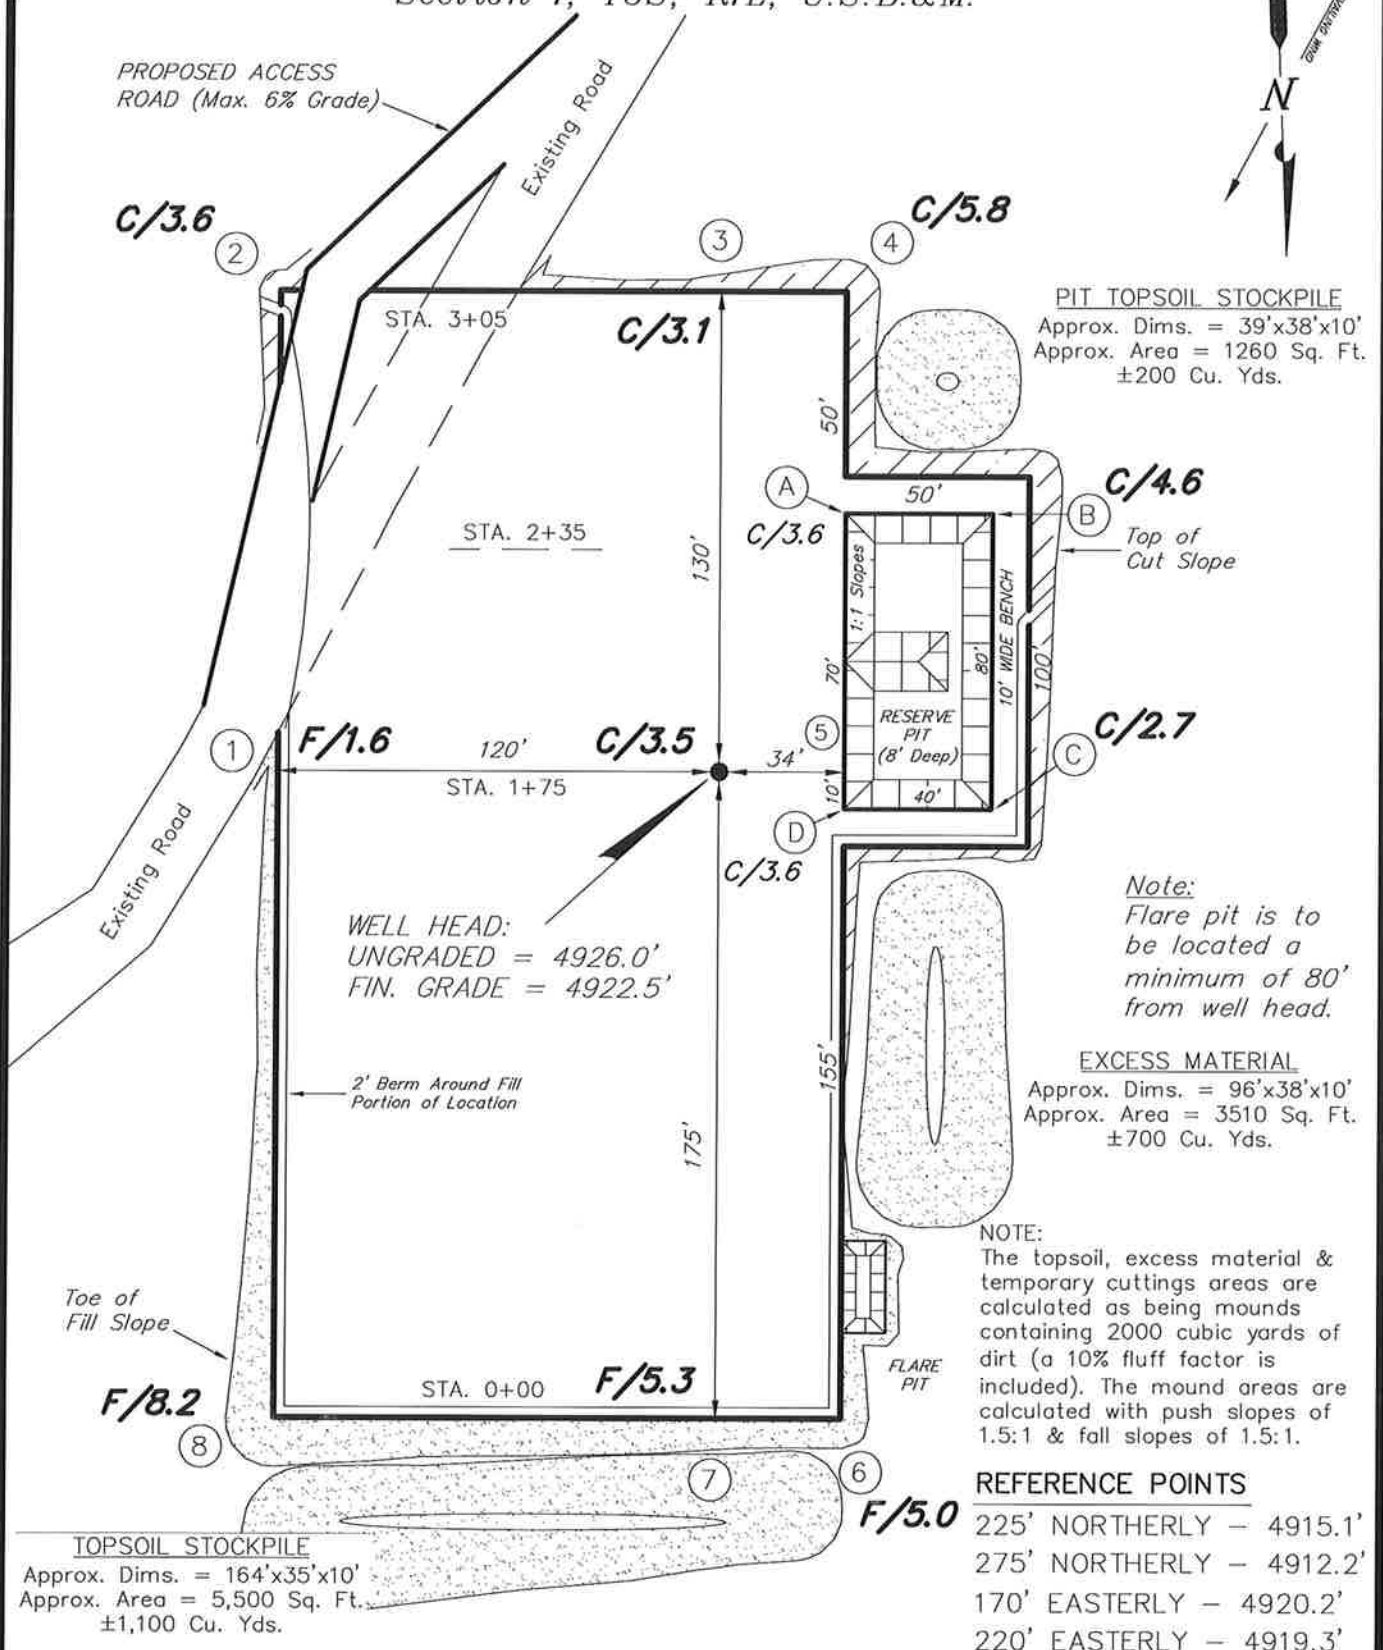 PROPOSED ACCESS
ROAD (Max. 6% Grade)
Existing Road
N
C/3.6
2
3
4
C/5.8
STA. 3+05
C/3.1
PIT TOPSOIL STOCKPILE
Approx. Dims. = 39'x38'x10'
Approx. Area = 1260 Sq. Ft.
±200 Cu. Yds.
50'
A
50'
C/4.6
B
C/3.6
STA. 2+35
130'
1:1 Slopes
Top of
Cut Slope
10' WIDE BENCH
70'
80'
100'
RESERVE
PIT
(8' Deep)
1
F/1.6
120'
C/3.5
5
34'
C/2.7
C
STA. 1+75
10'
40'
D
C/3.6
Existing Road
WELL HEAD:
UNGRADED = 4926.0'
FIN. GRADE = 4922.5'
Note:
Flare pit is to
be located a
minimum of 80'
from well head.
2' Berm Around Fill
Portion of Location
155'
175'
EXCESS MATERIAL
Approx. Dims. = 96'x38'x10'
Approx. Area = 3510 Sq. Ft.
±700 Cu. Yds.
Toe of
Fill Slope
NOTE:
The topsoil, excess material &
temporary cuttings areas are
calculated as being mounds
containing 2000 cubic yards of
dirt (a 10% fluff factor is
included). The mound areas are
calculated with push slopes of
1.5:1 & fall slopes of 1.5:1.
FLARE
PIT
F/8.2
STA. 0+00
F/5.3
8
7
6
F/5.0
TOPSOIL STOCKPILE
Approx. Dims. = 164'x35'x10'
Approx. Area = 5,500 Sq. Ft.
±1,100 Cu. Yds.
REFERENCE POINTS
225' NORTHERLY - 4915.1'
275' NORTHERLY - 4912.2'
170' EASTERLY - 4920.2'
220' EASTERLY - 4919.3'